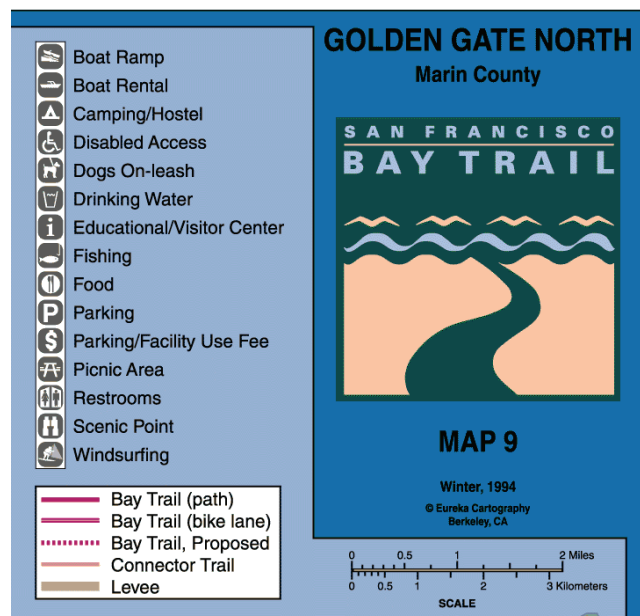 Boat Ramp
Boat Rental
Camping/Hostel
Disabled Access
Dogs On-leash
Drinking Water
i Educational/Visitor Center
Fishing
Food
P Parking
$ Parking/Facility Use Fee
Picnic Area
Restrooms
Scenic Point
Windsurfing
Bay Trail (path)
Bay Trail (bike lane)
Bay Trail, Proposed
Connector Trail
Levee
GOLDEN GATE NORTH
Marin County
SAN FRANCISCO
BAY TRAIL
MAP 9
Winter, 1994
© Eureka Cartography
Berkeley, CA
0 0.5 1 2 Miles
0 0.5 1 2 3 Kilometers
SCALE